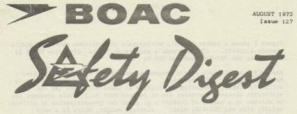 BOAC
AUGUST 1972
Issue 127
Safety Digest